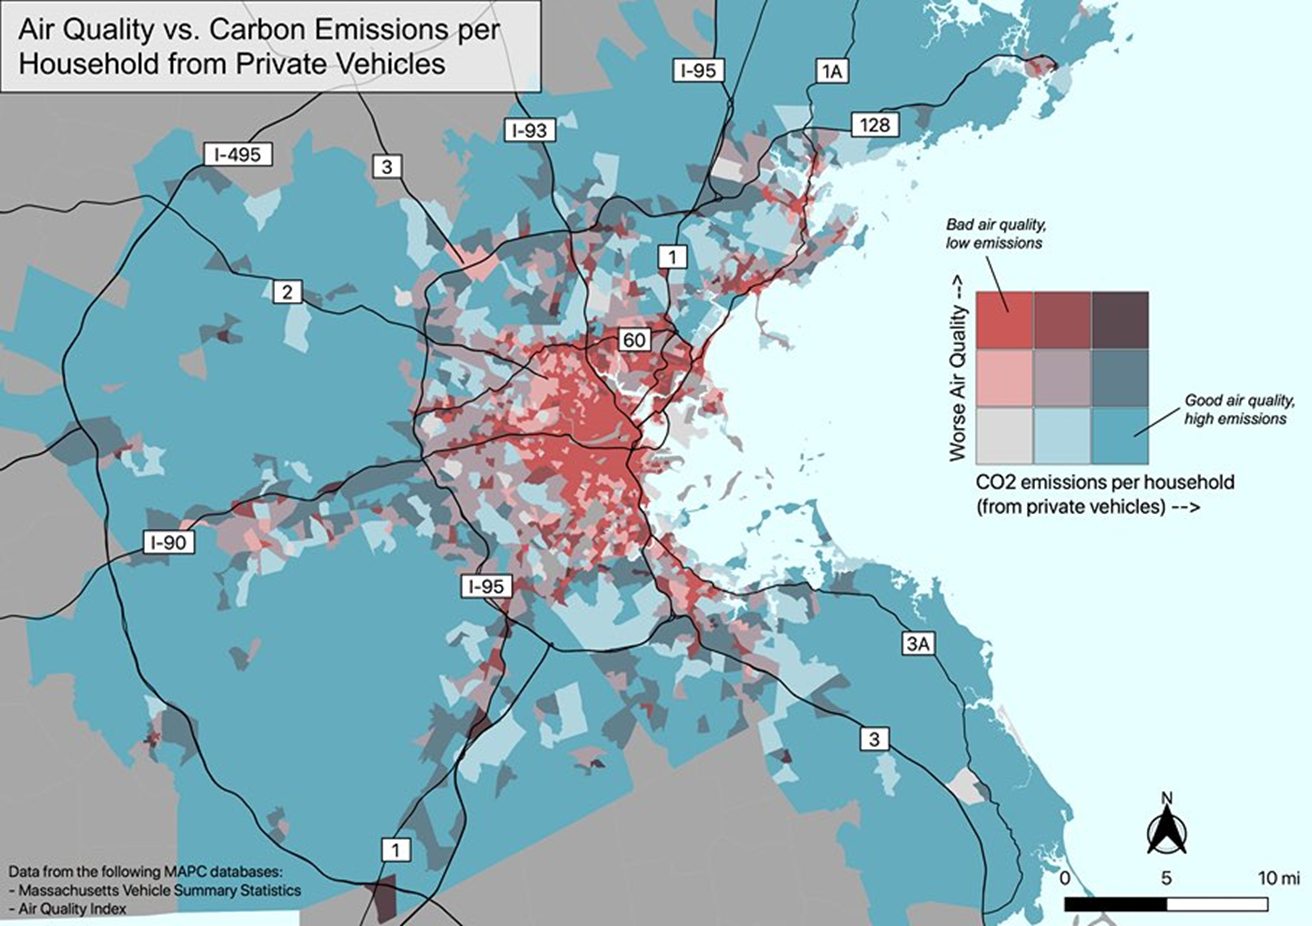 Air Quality vs. Carbon Emissions per
Household from Private Vehicles
I-95
1A
128
I-93
I-495
3
1
2
60
I-90
I-95
3A
3
1
Bad air quality,
low emissions
Worse Air Quality -->
Good air quality,
high emissions
CO2 emissions per household
(from private vehicles) -->
N
0 5 10 mi
Data from the following MAPC databases:
- Massachusetts Vehicle Summary Statistics
- Air Quality Index